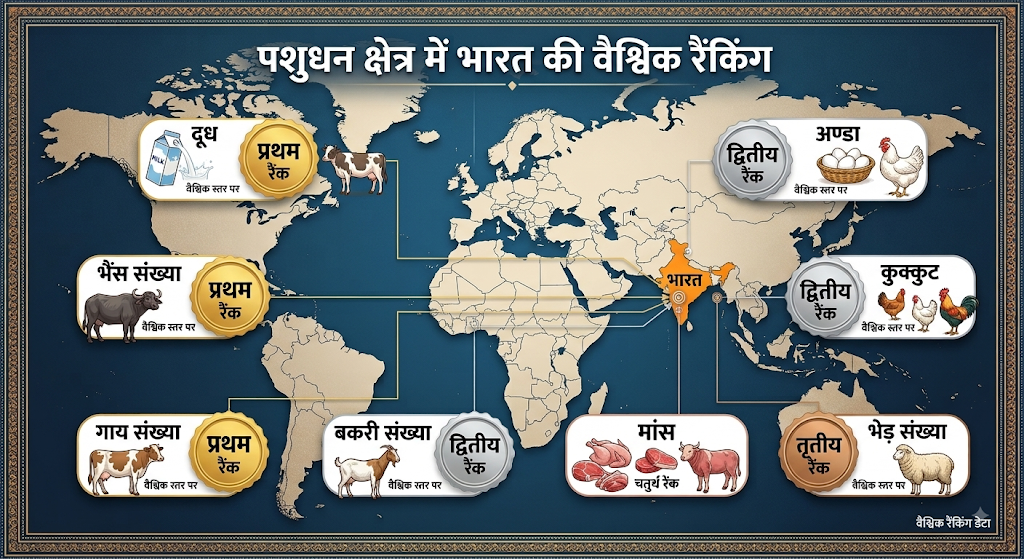 पशुधन क्षेत्र में भारत की वैश्विक रैंकिंग
दूध
MILK
प्रथम
रैंक
वैश्विक स्तर पर
अण्डा
द्वितीय
रैंक
वैश्विक स्तर पर
भैंस संख्या
प्रथम
रैंक
वैश्विक स्तर पर
भारत
कुक्कुट
द्वितीय
रैंक
वैश्विक स्तर पर
गाय संख्या
प्रथम
रैंक
वैश्विक स्तर पर
बकरी संख्या
द्वितीय
रैंक
वैश्विक स्तर पर
मांस
चतुर्थ रैंक
तृतीय
रैंक
भेड़ संख्या
वैश्विक स्तर पर
वैश्विक रैंकिंग डेटा